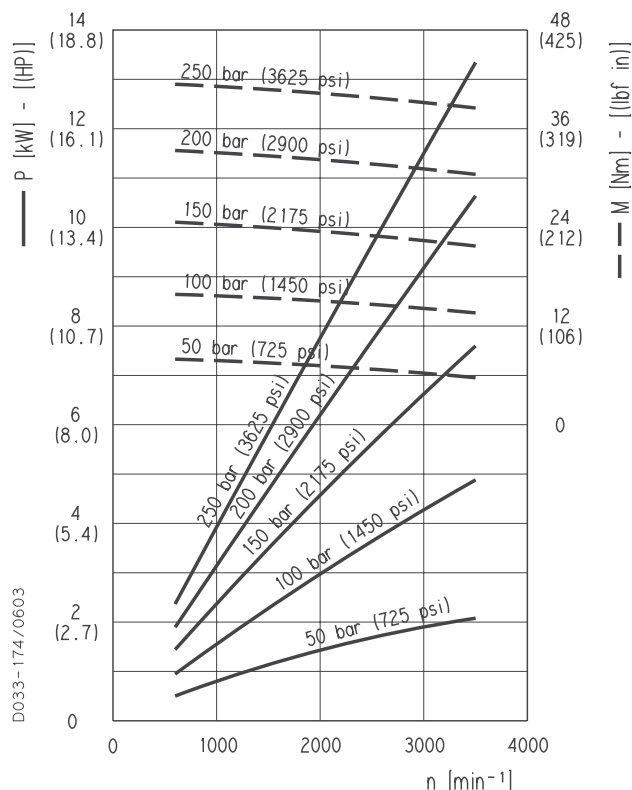 P [kW] - [(HP)]
14
(18.8)
12
(16.1)
10
(13.4)
8
(10.7)
6
(8.0)
4
(5.4)
2
(2.7)
0
250 bar (3625 psi)
200 bar (2900 psi)
150 bar (2175 psi)
100 bar (1450 psi)
50 bar (725 psi)
250 bar (3625 psi)
200 bar (2900 psi)
150 bar (2175 psi)
100 bar (1450 psi)
50 bar (725 psi)
48
(425)
36
(319)
24
(212)
12
(106)
0
M [Nm] - [(lbf in)]
0
1000
2000
3000
4000
n [min⁻¹]
D033-174/0603